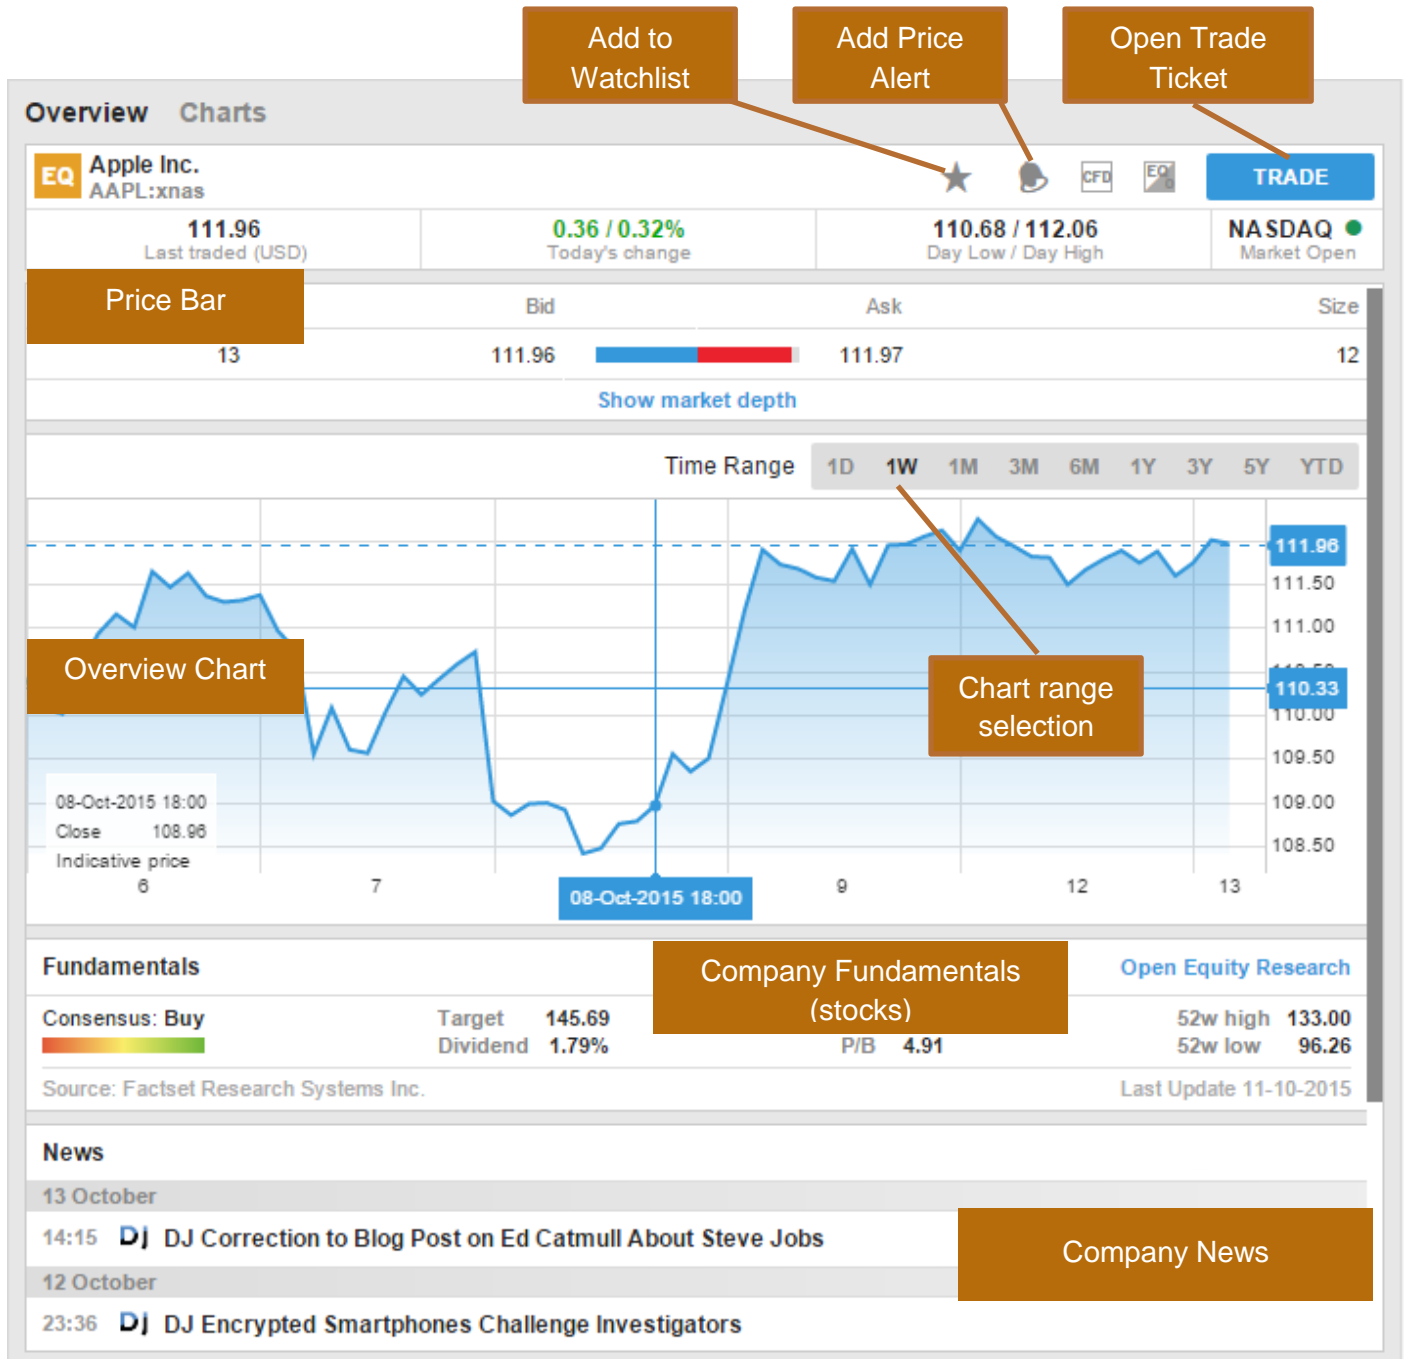 Add to
Watchlist
Add Price
Alert
Open Trade
Ticket
Overview Charts
EQ Apple Inc.
AAPL:xnas
CFD
EQ
O
TRADE
111.96
Last traded (USD)
0.36 / 0.32%
Today's change
110.68 / 112.06
Day Low / Day High
NASDAQ
Market Open
Price Bar
Bid Ask Size
13 111.96 111.97 12
Show market depth
Time Range 1D 1W 1M 3M 6M 1Y 3Y 5Y YTD
111.96
111.50
111.00
Overview Chart
110.33
110.00
Chart range
selection
109.50
109.00
108.50
08-Oct-2015 18:00
Close 108.96
Indicative price
6 7 08-Oct-2015 18:00 9 12 13
Fundamentals
Company Fundamentals
(stocks)
Open Equity Research
Consensus: Buy
Target 145.69
Dividend 1.79%
P/B 4.91
52w high 133.00
52w low 96.26
Source: Factset Research Systems Inc.
Last Update 11-10-2015
News
13 October
14:15 DJ DJ Correction to Blog Post on Ed Catmull About Steve Jobs
Company News
12 October
23:36 DJ DJ Encrypted Smartphones Challenge Investigators